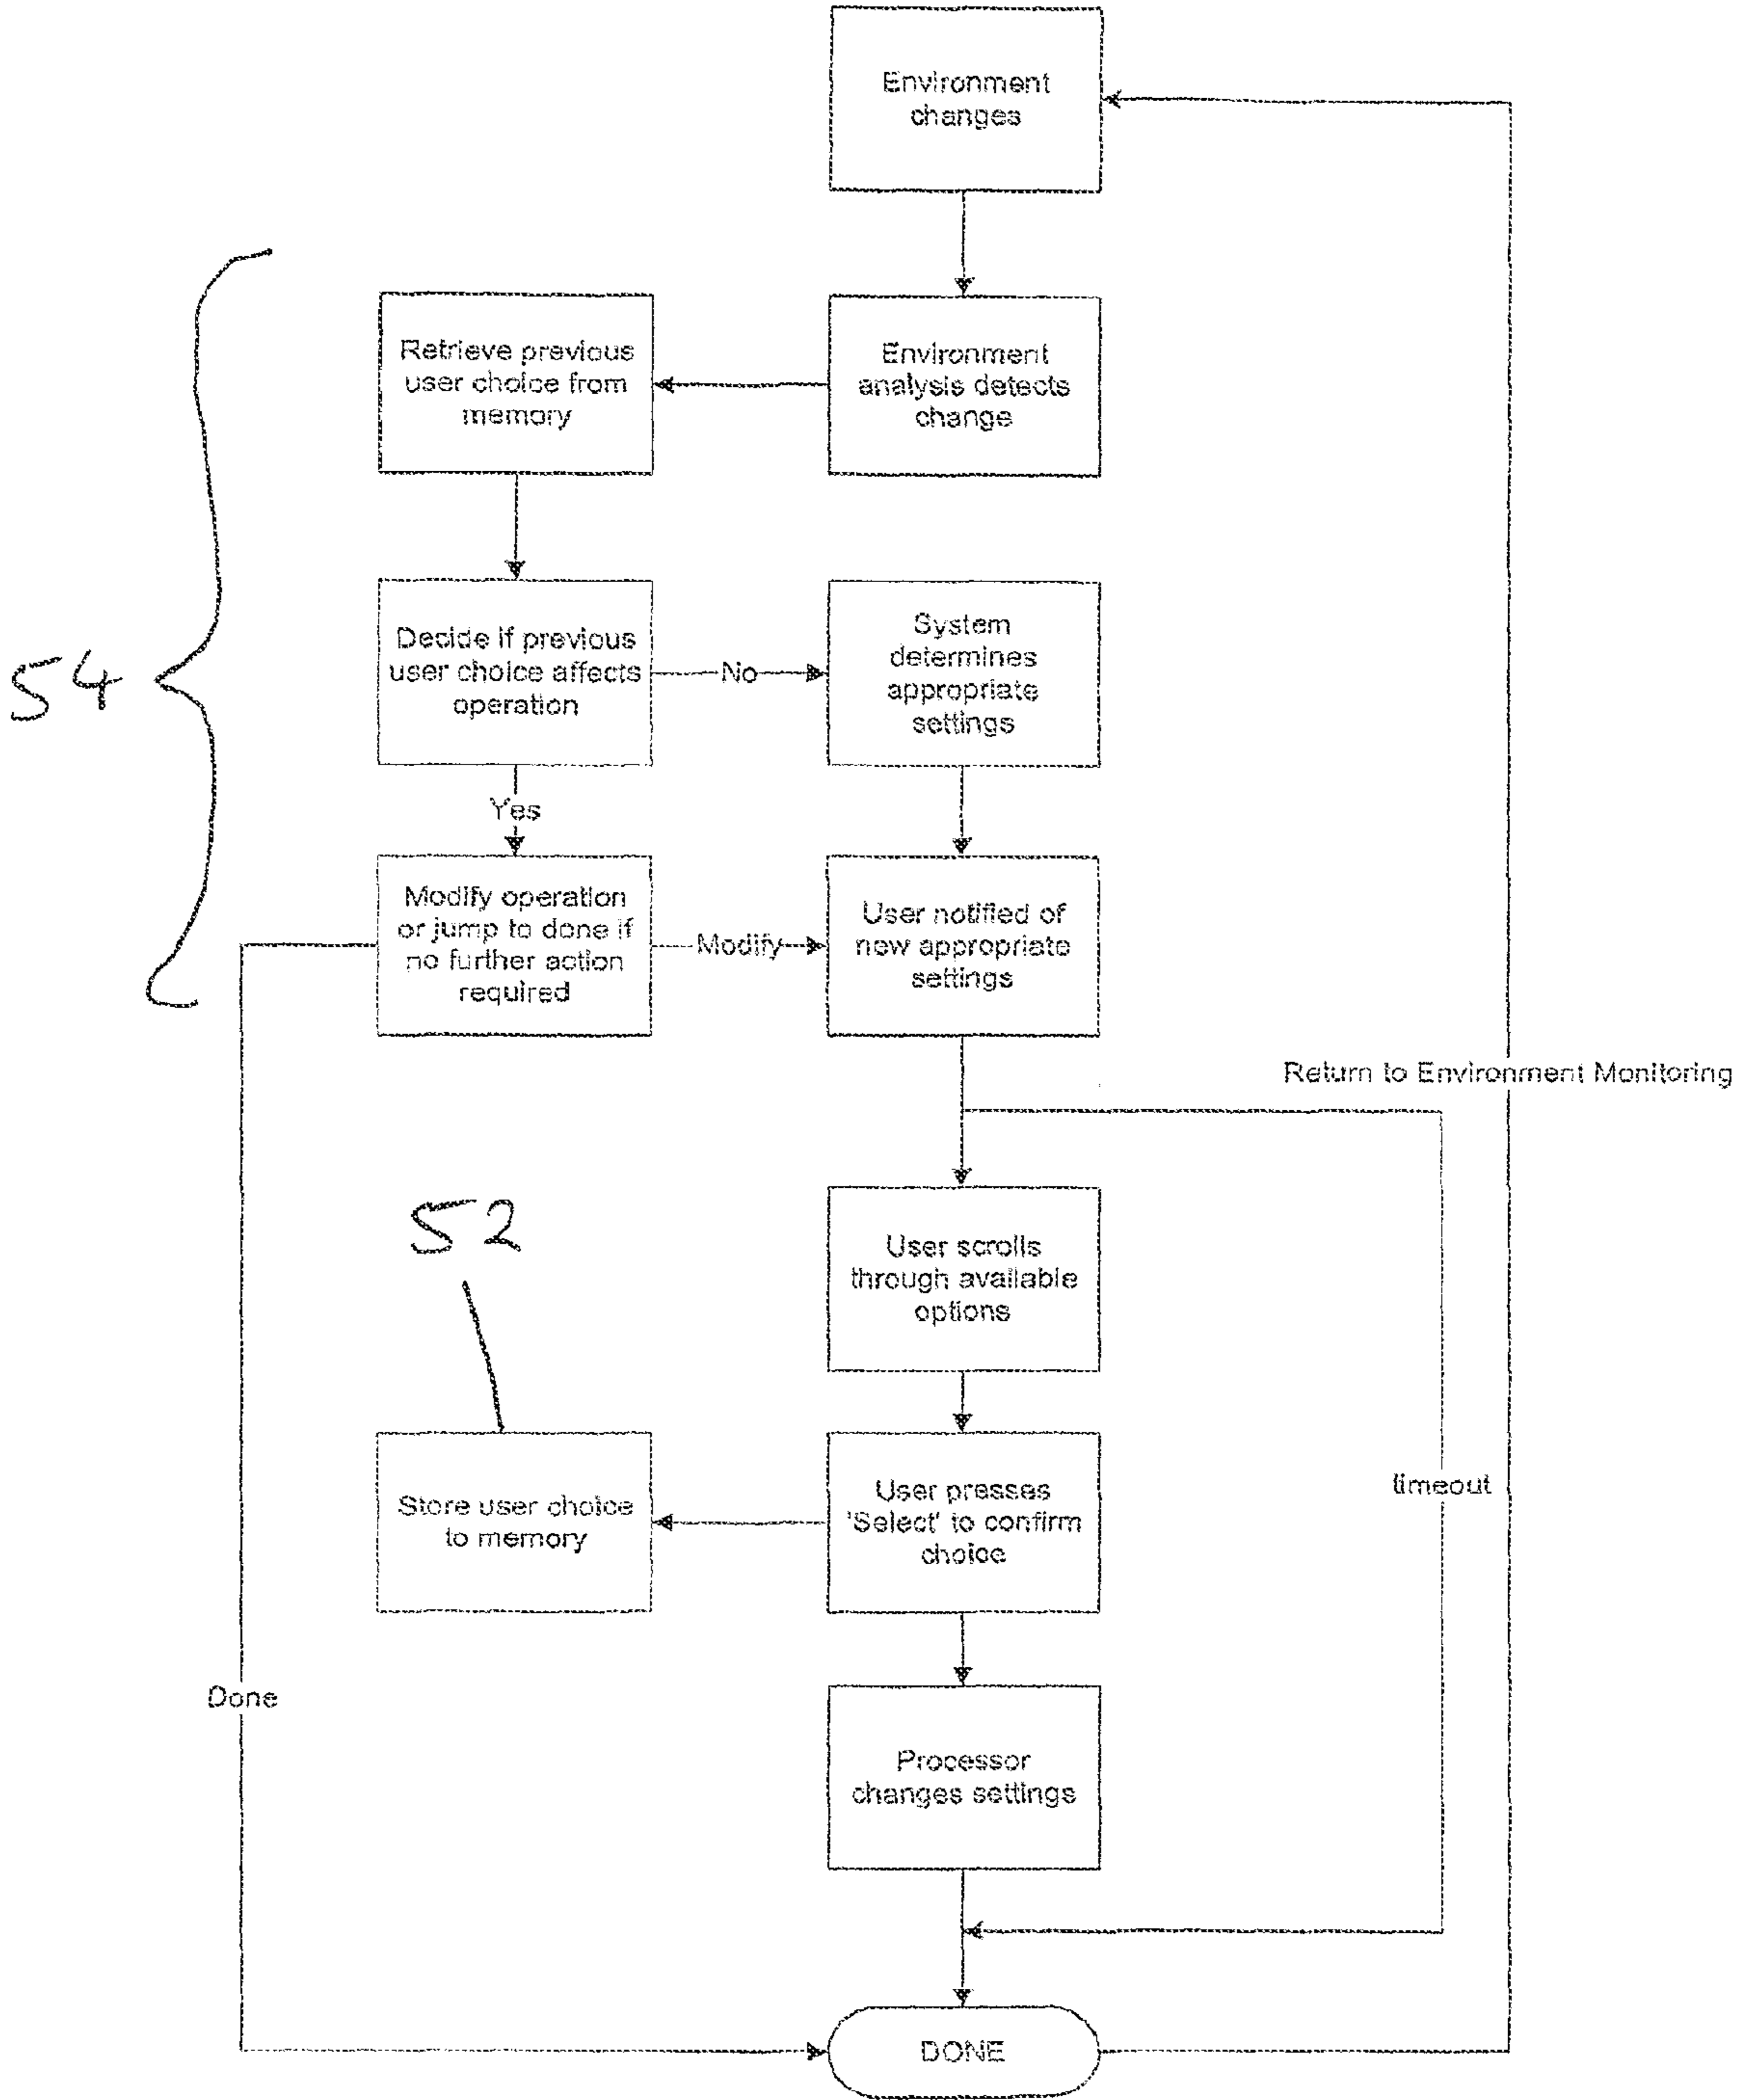 Environment
changes
Retrieve previous
user choice from
memory
Environment
analysis detects
change
54
Decide if previous
user choice affects
operation
No
System
determines
appropriate
settings
Yes
Modify operation
or jump to done if
no further action
required
Modify
User notified of
new appropriate
settings
Return to Environment Monitoring
52
User scrolls
through available
options
Store user choice
to memory
User presses
'Select' to confirm
choice
timeout
Done
Processor
changes settings
DONE